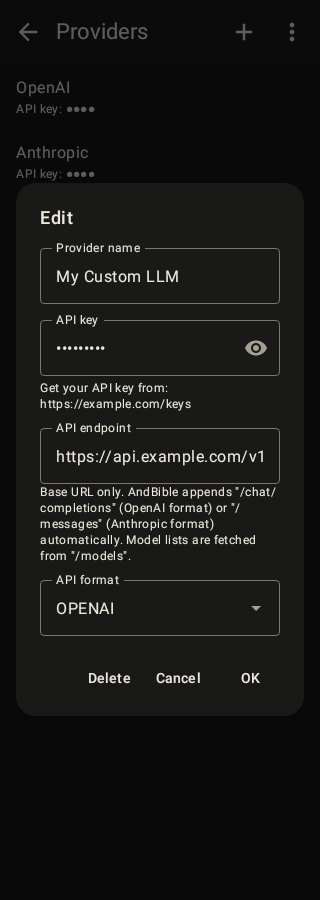 Providers
OpenAI
API key: ●●●●
Anthropic
API key: ●●●●
Edit
Provider name
My Custom LLM
API key
•••••••••
Get your API key from:
https://example.com/keys
API endpoint
https://api.example.com/v1
Base URL only. AndBible appends "/chat/
completions" (OpenAI format) or "/
messages" (Anthropic format)
automatically. Model lists are fetched
from "/models".
API format
OPENAI
Delete Cancel OK